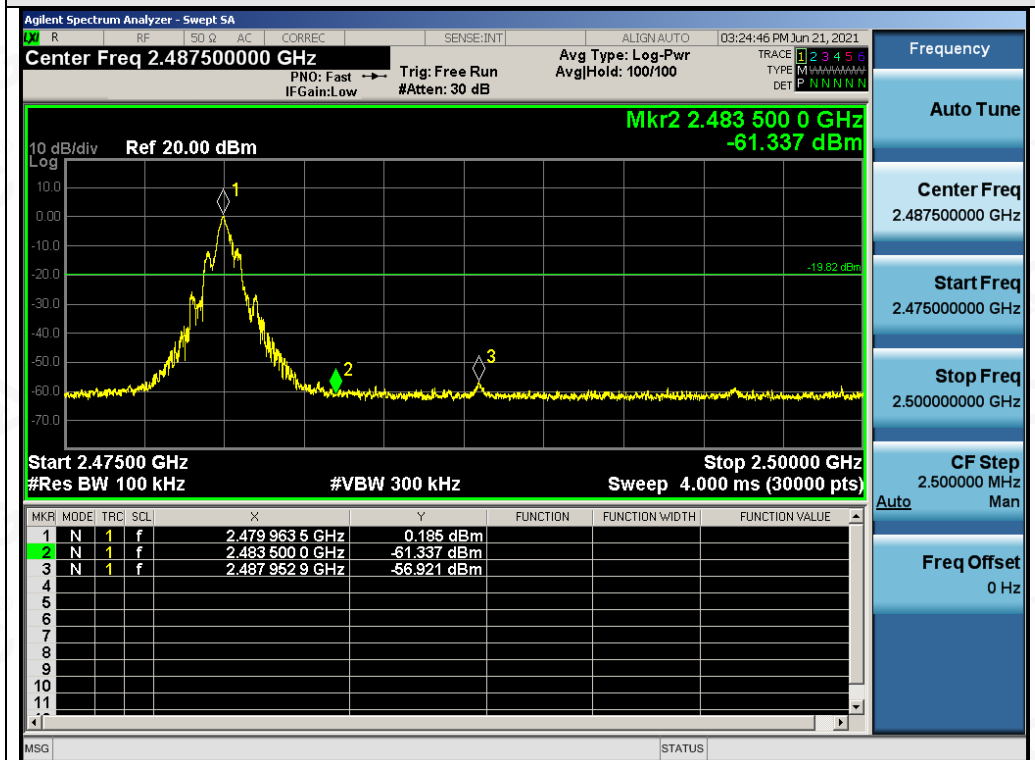 Agilent Spectrum Analyzer - Swept SA
LXI R RF 50 Ω AC CORREC SENSE:INT ALIGN AUTO 03:24:46 PM Jun 21, 2021
Center Freq 2.487500000 GHz
PNO: Fast
IFGain:Low
Trig: Free Run
#Atten: 30 dB
Avg Type: Log-Pwr
Avg|Hold: 100/100
TRACE 1 2 3 4 5 6
TYPE M
DET P N N N N N
Mkr2 2.483 500 0 GHz
-61.337 dBm
10 dB/div Ref 20.00 dBm
Log
10.0
0.00
-10.0
-20.0
-30.0
-40.0
-50.0
-60.0
-70.0
1
2
3
-19.82 dBm
Start 2.47500 GHz Stop 2.50000 GHz
#Res BW 100 kHz #VBW 300 kHz Sweep 4.000 ms (30000 pts)
MKR MODE TRC SCL X Y FUNCTION FUNCTION WIDTH FUNCTION VALUE
1 N 1 f 2.479 963 5 GHz 0.185 dBm
2 N 1 f 2.483 500 0 GHz -61.337 dBm
3 N 1 f 2.487 952 9 GHz -56.921 dBm
4
5
6
7
8
9
10
11
MSG STATUS
Frequency
Auto Tune
Center Freq
2.487500000 GHz
Start Freq
2.475000000 GHz
Stop Freq
2.500000000 GHz
CF Step
2.500000 MHz
Auto Man
Freq Offset
0 Hz